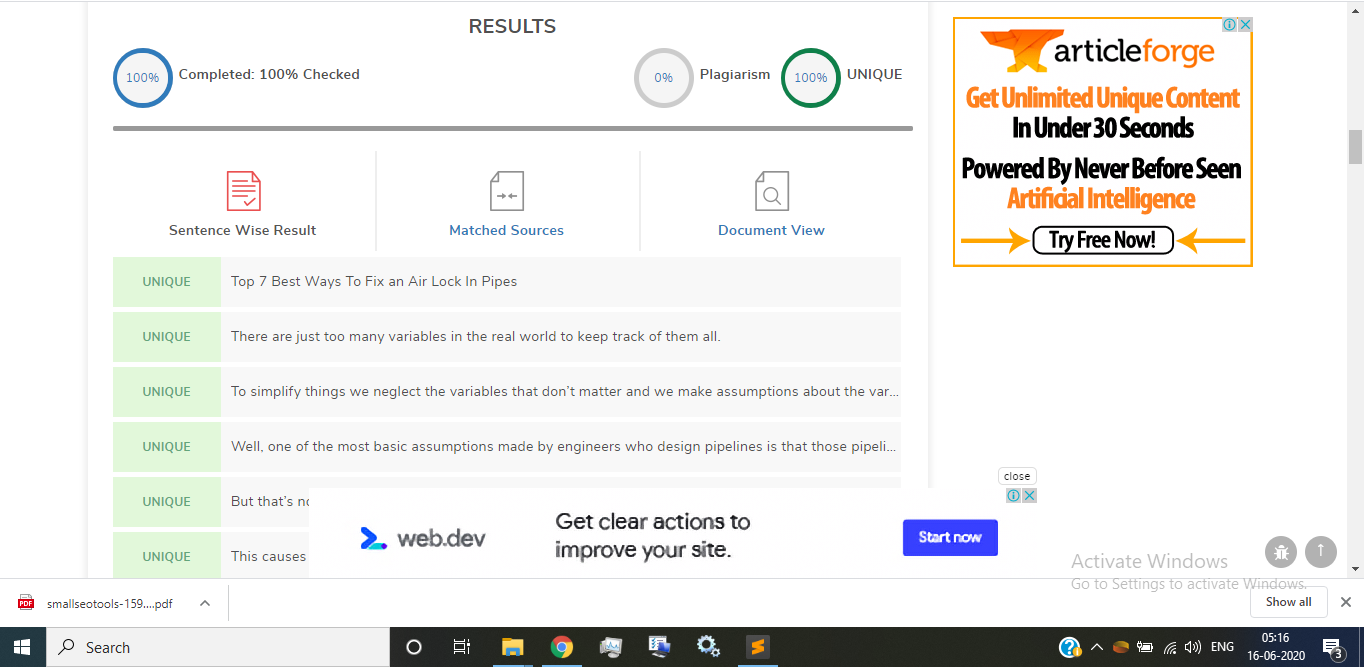 RESULTS
100%
Completed: 100% Checked
0%
Plagiarism
100%
UNIQUE
Sentence Wise Result
Matched Sources
Document View
UNIQUE Top 7 Best Ways To Fix an Air Lock In Pipes
UNIQUE There are just too many variables in the real world to keep track of them all.
UNIQUE To simplify things we neglect the variables that don't matter and we make assumptions about the var...
UNIQUE Well, one of the most basic assumptions made by engineers who design pipelines is that those pipeli...
UNIQUE But that's
UNIQUE This causes
articleforge
Get Unlimited Unique Content
In Under 30 Seconds
Powered By Never Before Seen
Artificial Intelligence
Try Free Now!
close
web.dev
Get clear actions to
improve your site.
Start now
Activate Windows
Go to Settings to activate Windows.
PDF
smallseotools-159....pdf
Show all
Search
ENG
05:16
16-06-2020
3